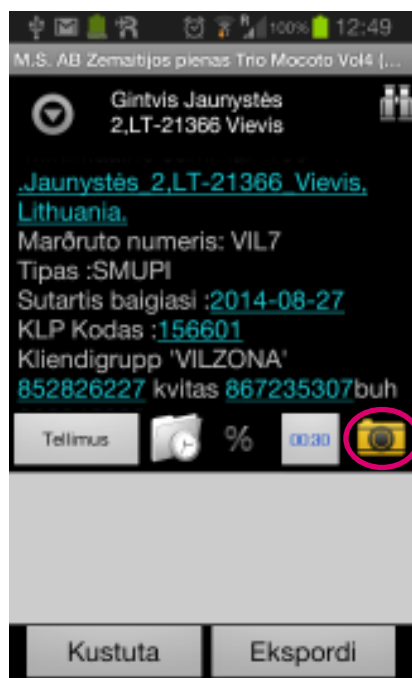 100% 12:49
M.S. AB Zemaitijos pienas Trio Mocoto Vol4 (...
Gintvis Jaunystės
2,LT-21366 Vievis
.Jaunystės_2,LT-21366_Vievis,
Lithuania.
Marðruto numeris: VIL7
Tipas :SMUPI
Sutartis baigiasi :2014-08-27
KLP Kodas :156601
Kliendigrupp 'VILZONA'
852826227 kvitas 867235307buh
Tellimus % 00:30
Kustuta Ekspordi